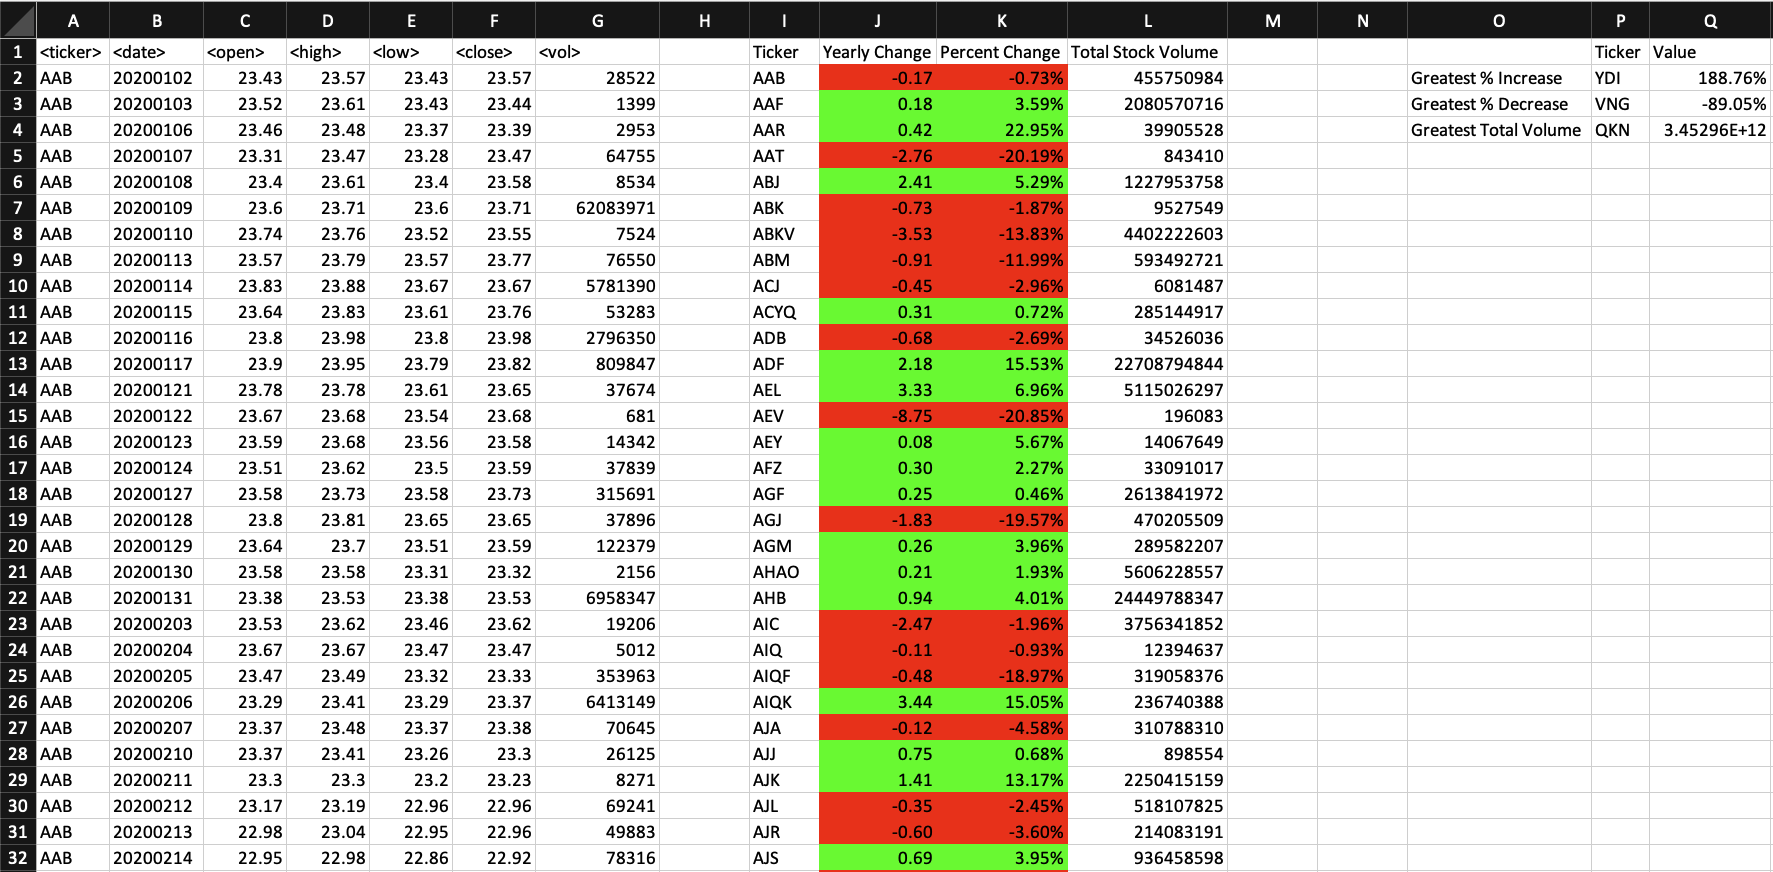 A B C D E F G H I J K L M N O P Q
1 <ticker> <date> <open> <high> <low> <close> <vol> Ticker Yearly Change Percent Change Total Stock Volume Ticker Value
2 AAB 20200102 23.43 23.57 23.43 23.57 28522 AAB -0.17 -0.73% 455750984 Greatest % Increase YDI 188.76%
3 AAB 20200103 23.52 23.61 23.43 23.44 1399 AAF 0.18 3.59% 2080570716 Greatest % Decrease VNG -89.05%
4 AAB 20200106 23.46 23.48 23.37 23.39 2953 AAR 0.42 22.95% 39905528 Greatest Total Volume QKN 3.45296E+12
5 AAB 20200107 23.31 23.47 23.28 23.47 64755 AAT -2.76 -20.19% 843410
6 AAB 20200108 23.4 23.61 23.4 23.58 8534 ABJ 2.41 5.29% 1227953758
7 AAB 20200109 23.6 23.71 23.6 23.71 62083971 ABK -0.73 -1.87% 9527549
8 AAB 20200110 23.74 23.76 23.52 23.55 7524 ABKV -3.53 -13.83% 4402222603
9 AAB 20200113 23.57 23.79 23.57 23.77 76550 ABM -0.91 -11.99% 593492721
10 AAB 20200114 23.83 23.88 23.67 23.67 5781390 ACJ -0.45 -2.96% 6081487
11 AAB 20200115 23.64 23.83 23.61 23.76 53283 ACYQ 0.31 0.72% 285144917
12 AAB 20200116 23.8 23.98 23.8 23.98 2796350 ADB -0.68 -2.69% 34526036
13 AAB 20200117 23.9 23.95 23.79 23.82 809847 ADF 2.18 15.53% 22708794844
14 AAB 20200121 23.78 23.78 23.61 23.65 37674 AEL 3.33 6.96% 5115026297
15 AAB 20200122 23.67 23.68 23.54 23.68 681 AEV -8.75 -20.85% 196083
16 AAB 20200123 23.59 23.68 23.56 23.58 14342 AEY 0.08 5.67% 14067649
17 AAB 20200124 23.51 23.62 23.5 23.59 37839 AFZ 0.30 2.27% 33091017
18 AAB 20200127 23.58 23.73 23.58 23.73 315691 AGF 0.25 0.46% 2613841972
19 AAB 20200128 23.8 23.81 23.65 23.65 37896 AGJ -1.83 -19.57% 470205509
20 AAB 20200129 23.64 23.7 23.51 23.59 122379 AGM 0.26 3.96% 289582207
21 AAB 20200130 23.58 23.58 23.31 23.32 2156 AHAO 0.21 1.93% 5606228557
22 AAB 20200131 23.38 23.53 23.38 23.53 6958347 AHB 0.94 4.01% 24449788347
23 AAB 20200203 23.53 23.62 23.46 23.62 19206 AIC -2.47 -1.96% 3756341852
24 AAB 20200204 23.67 23.67 23.47 23.47 5012 AIQ -0.11 -0.93% 12394637
25 AAB 20200205 23.47 23.49 23.32 23.33 353963 AIQF -0.48 -18.97% 319058376
26 AAB 20200206 23.29 23.41 23.29 23.37 6413149 AIQK 3.44 15.05% 236740388
27 AAB 20200207 23.37 23.48 23.37 23.38 70645 AJA -0.12 -4.58% 310788310
28 AAB 20200210 23.37 23.41 23.26 23.3 26125 AJJ 0.75 0.68% 898554
29 AAB 20200211 23.3 23.3 23.2 23.23 8271 AJK 1.41 13.17% 2250415159
30 AAB 20200212 23.17 23.19 22.96 22.96 69241 AJL -0.35 -2.45% 518107825
31 AAB 20200213 22.98 23.04 22.95 22.96 49883 AJR -0.60 -3.60% 214083191
32 AAB 20200214 22.95 22.98 22.86 22.92 78316 AJS 0.69 3.95% 936458598